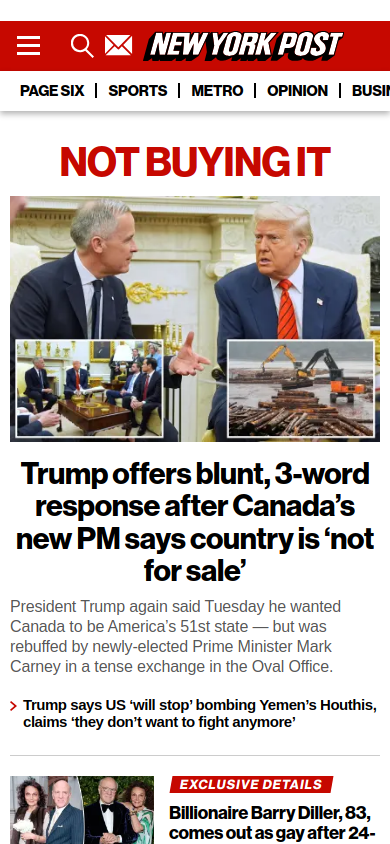 NEW YORK POST
PAGE SIX
SPORTS
METRO
OPINION
BUSIN
NOT BUYING IT
Trump offers blunt, 3-word
response after Canada’s
new PM says country is ‘not
for sale’
President Trump again said Tuesday he wanted
Canada to be America’s 51st state — but was
rebuffed by newly-elected Prime Minister Mark
Carney in a tense exchange in the Oval Office.
Trump says US ‘will stop’ bombing Yemen’s Houthis,
claims ‘they don’t want to fight anymore’
EXCLUSIVE DETAILS
Billionaire Barry Diller, 83,
comes out as gay after 24-